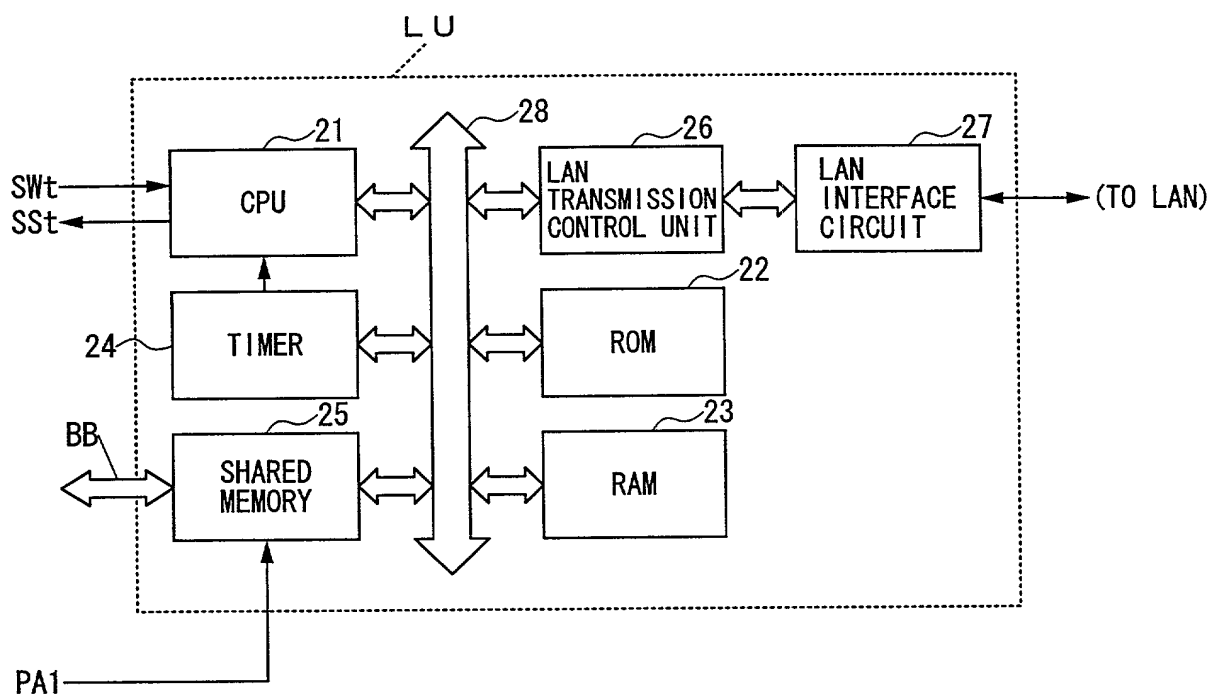 LU
21
28
26
27
SWt
SSt
CPU
LAN
TRANSMISSION
CONTROL UNIT
LAN
INTERFACE
CIRCUIT
(TO LAN)
24
TIMER
22
ROM
BB
25
SHARED
MEMORY
23
RAM
PA1